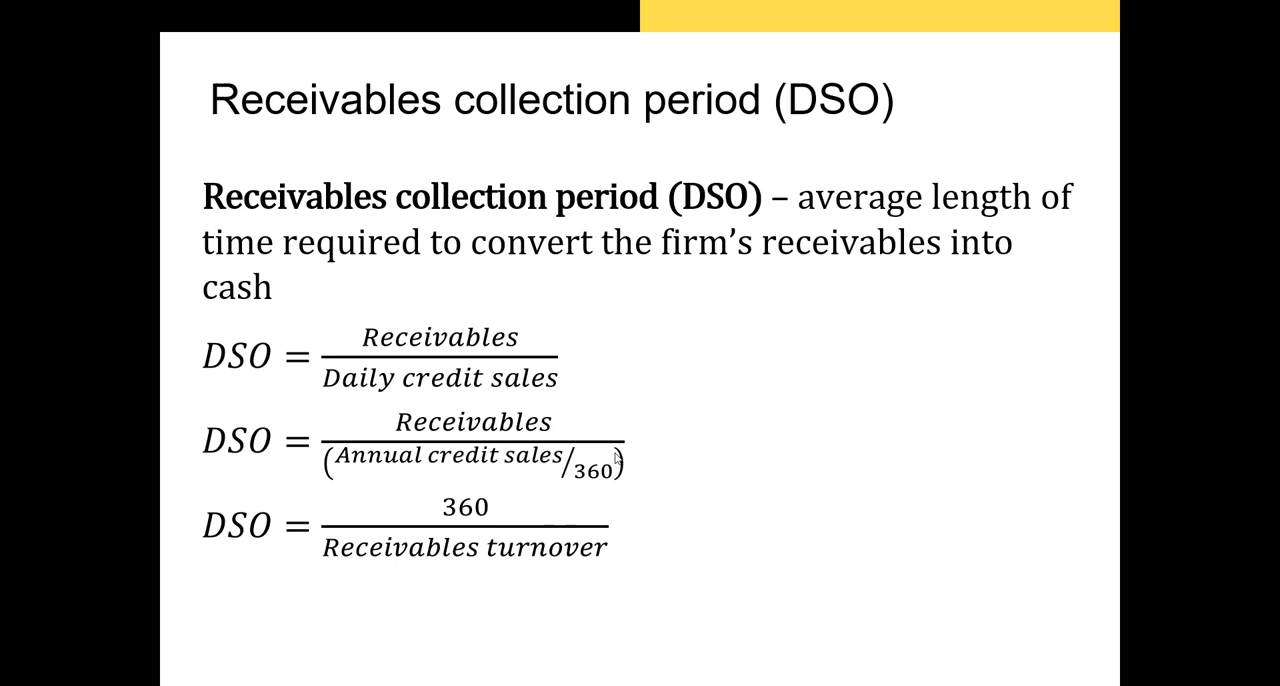 Receivables collection period (DSO)
Receivables collection period (DSO) – average length of
time required to convert the firm’s receivables into
cash
DSO = Receivables / Daily credit sales
DSO = Receivables / (Annual credit sales/360)
DSO = 360 / Receivables turnover